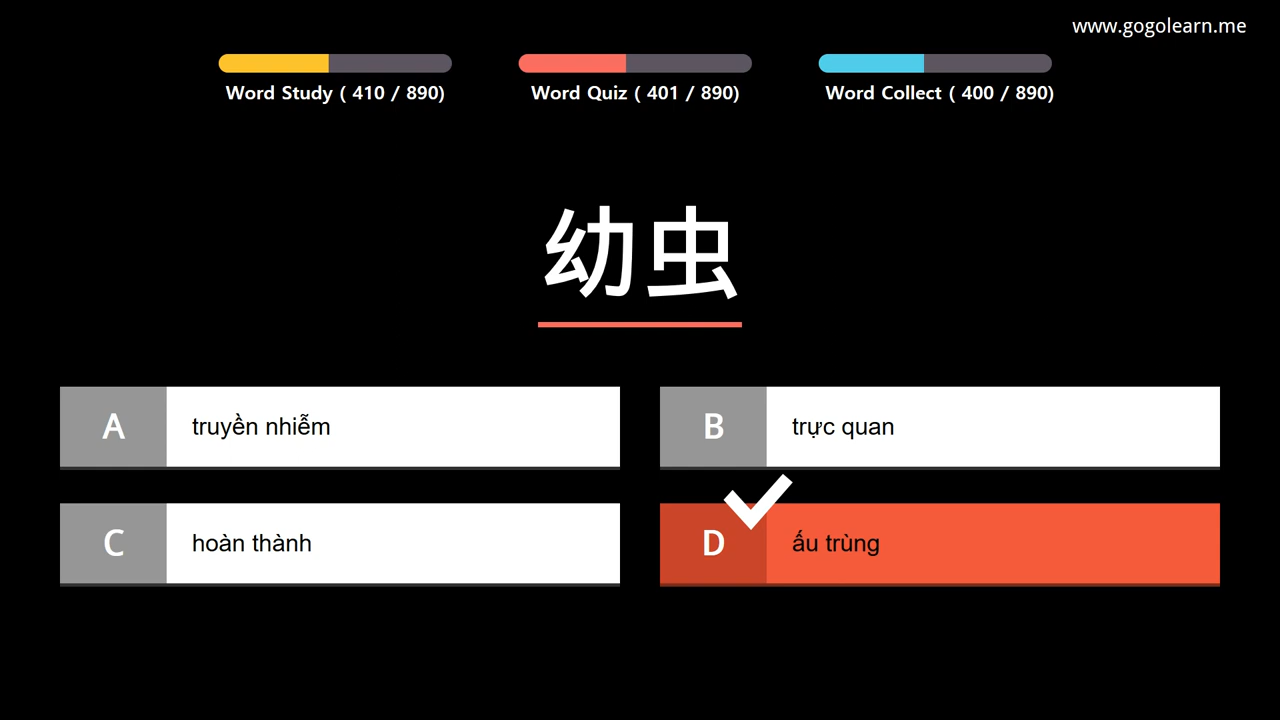 www.gogolearn.me
Word Study ( 410 / 890)
Word Quiz ( 401 / 890)
Word Collect ( 400 / 890)
幼虫
A truyền nhiễm
B trực quan
C hoàn thành
D ấu trùng